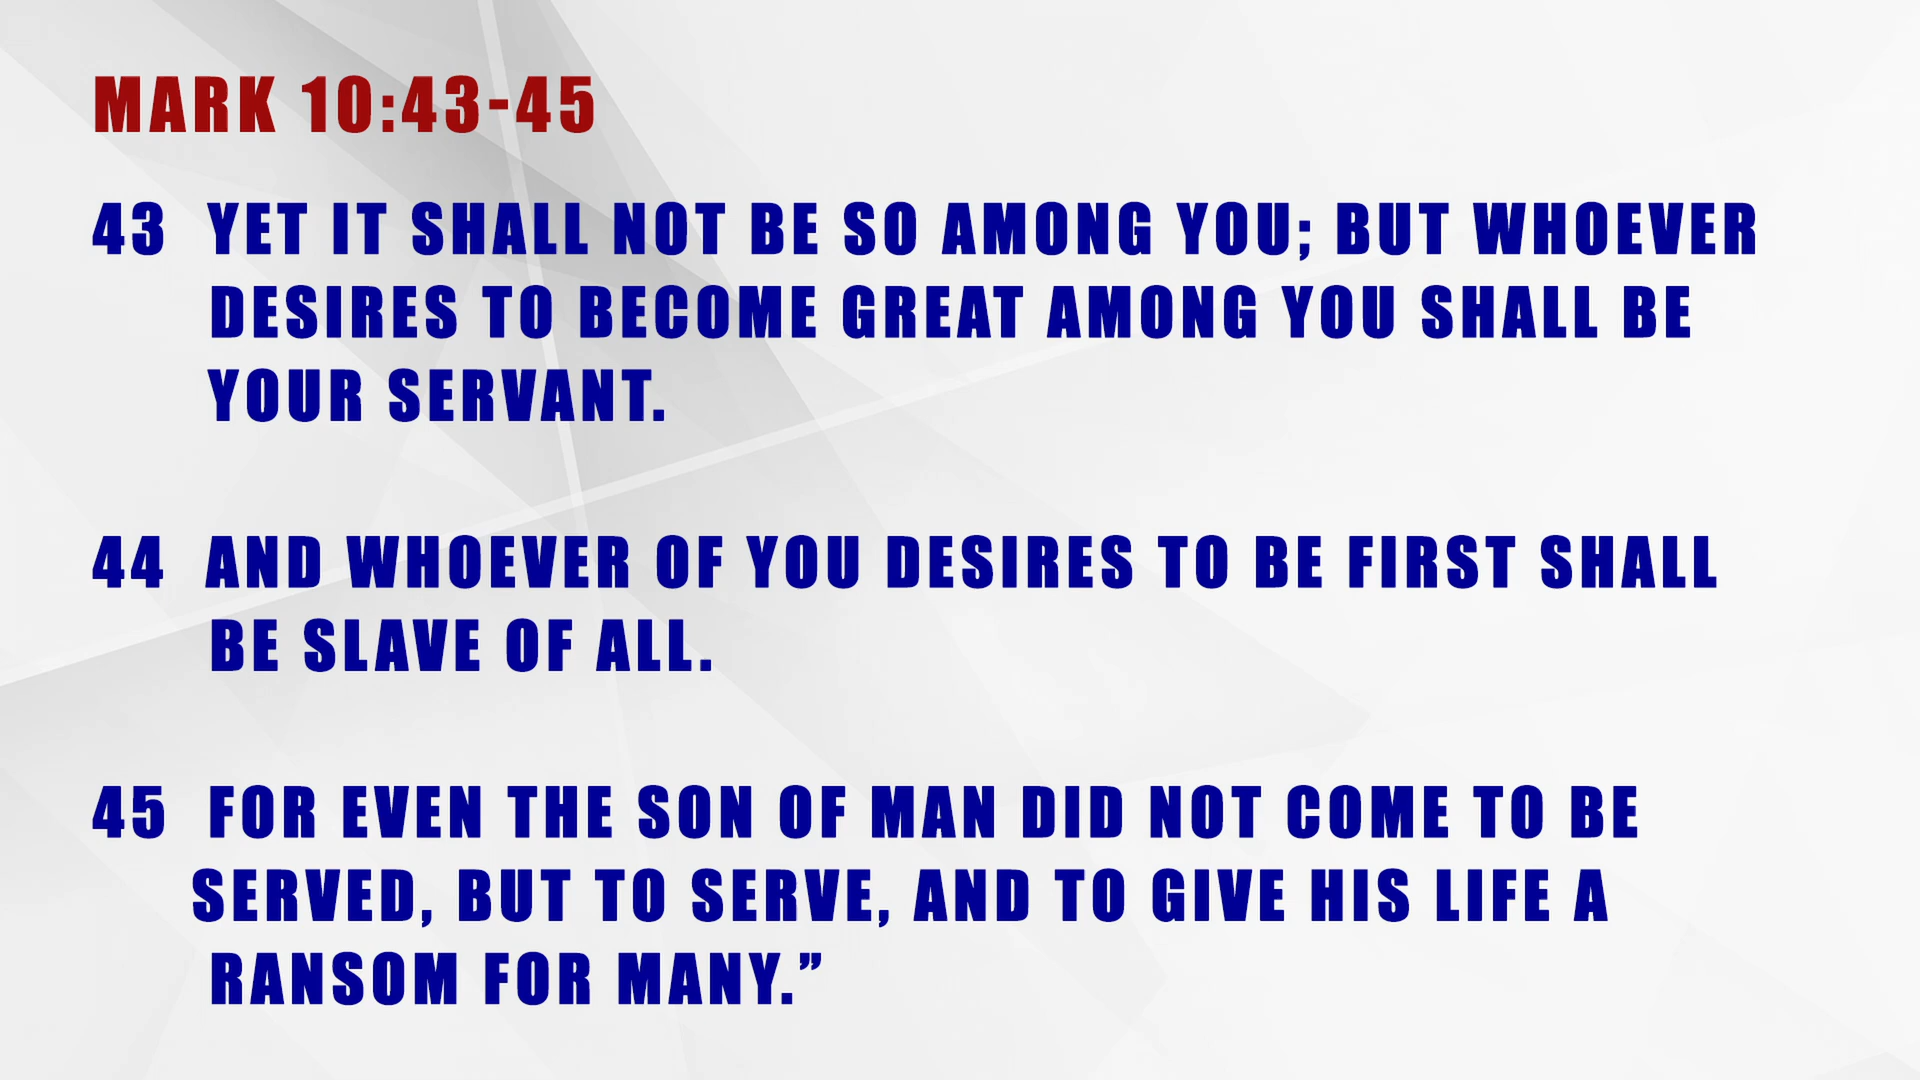 MARK 10:43-45
43 YET IT SHALL NOT BE SO AMONG YOU; BUT WHOEVER
DESIRES TO BECOME GREAT AMONG YOU SHALL BE
YOUR SERVANT.
44 AND WHOEVER OF YOU DESIRES TO BE FIRST SHALL
BE SLAVE OF ALL.
45 FOR EVEN THE SON OF MAN DID NOT COME TO BE
SERVED, BUT TO SERVE, AND TO GIVE HIS LIFE A
RANSOM FOR MANY.”